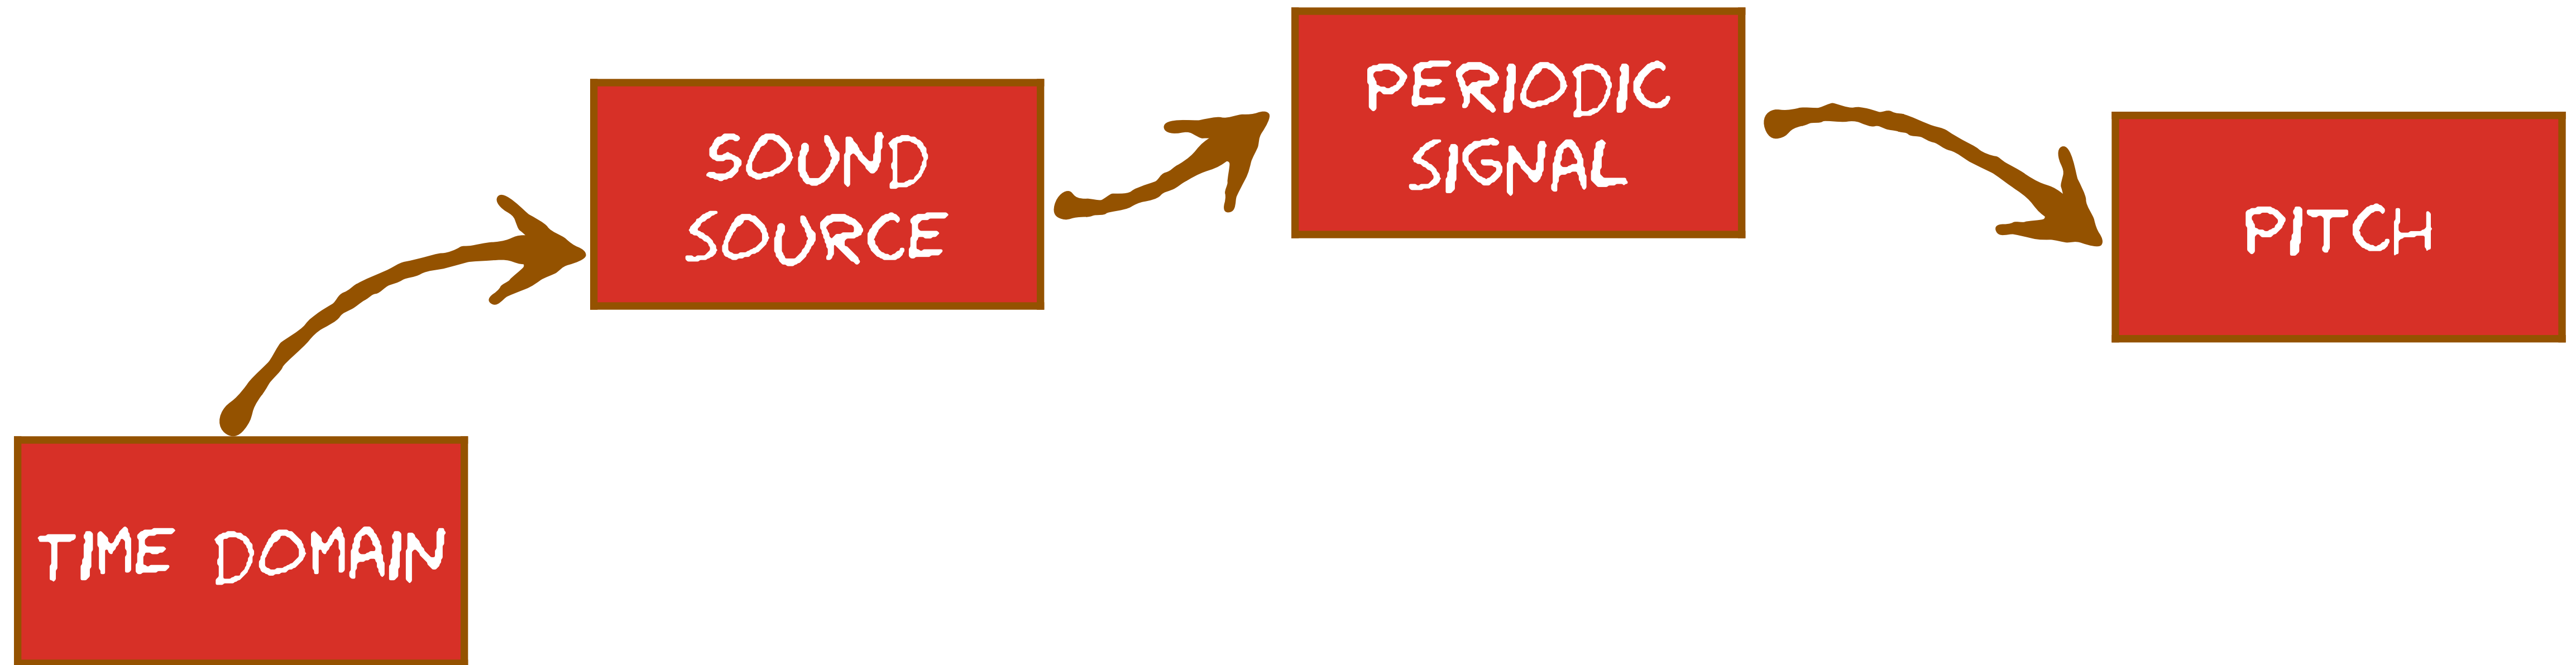 TIME DOMAIN
SOUND
SOURCE
PERIODIC
SIGNAL
PITCH